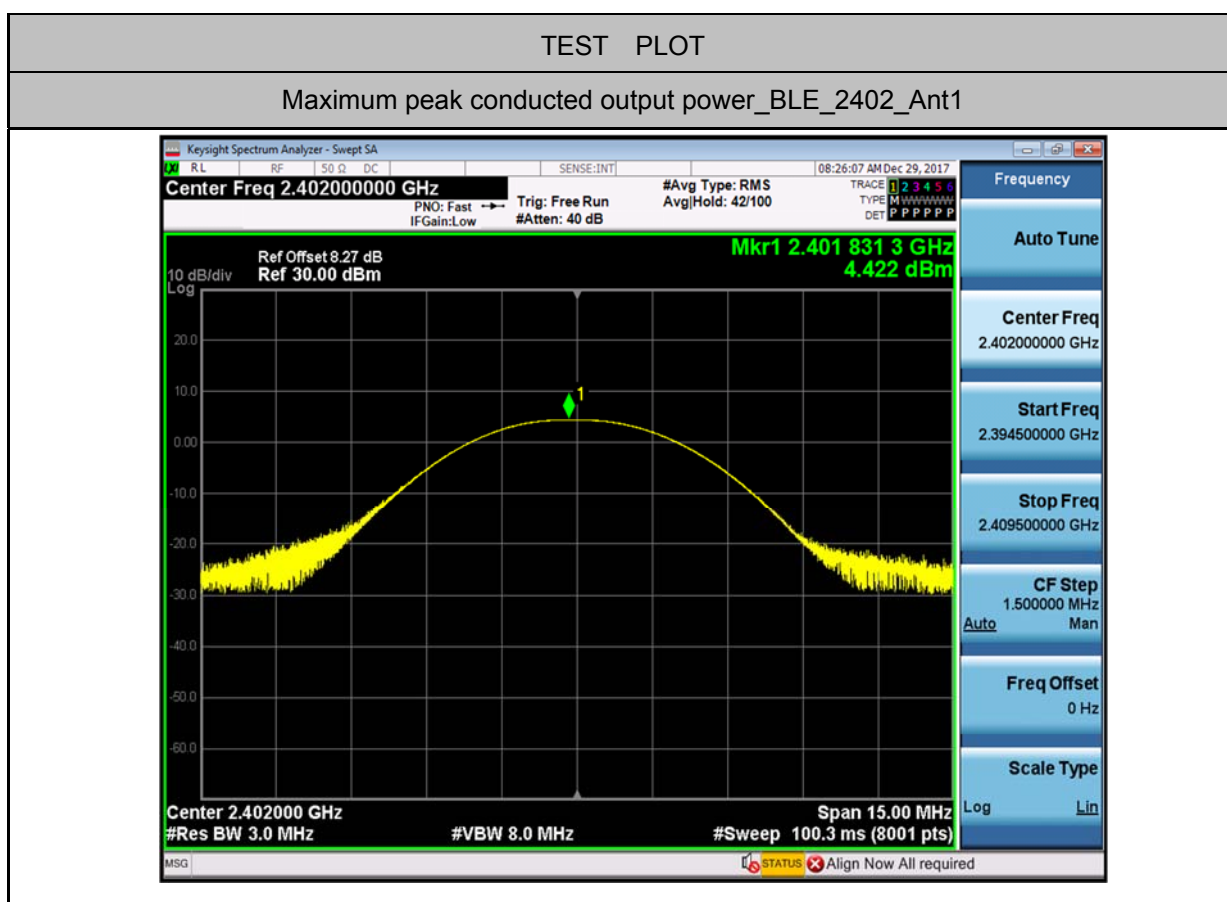 TEST PLOT
Maximum peak conducted output power_BLE_2402_Ant1
Keysight Spectrum Analyzer - Swept SA
LXI RL RF 50 Ω DC SENSE:INT 08:26:07 AM Dec 29, 2017
Center Freq 2.402000000 GHz
PNO: Fast
IFGain:Low
Trig: Free Run
#Atten: 40 dB
#Avg Type: RMS
Avg|Hold: 42/100
TRACE 1 2 3 4 5 6
TYPE M WWWWW
DET P P P P P P
Mkr1 2.401 831 3 GHz
4.422 dBm
Ref Offset 8.27 dB
10 dB/div Ref 30.00 dBm
Log
20.0
10.0
1
0.00
-10.0
-20.0
-30.0
-40.0
-50.0
-60.0
Center 2.402000 GHz Span 15.00 MHz
#Res BW 3.0 MHz #VBW 8.0 MHz #Sweep 100.3 ms (8001 pts)
MSG STATUS Align Now All required
Frequency
Auto Tune
Center Freq
2.402000000 GHz
Start Freq
2.394500000 GHz
Stop Freq
2.409500000 GHz
CF Step
1.500000 MHz
Auto Man
Freq Offset
0 Hz
Scale Type
Log Lin